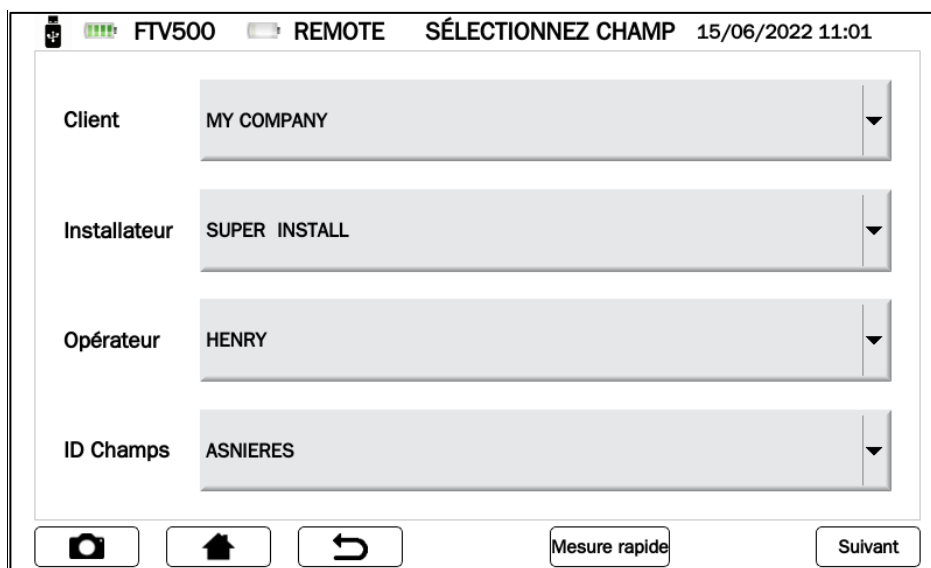 FTV500 REMOTE SÉLECTIONNEZ CHAMP 15/06/2022 11:01
Client MY COMPANY
Installateur SUPER INSTALL
Opérateur HENRY
ID Champs ASNIERES
Mesure rapide Suivant